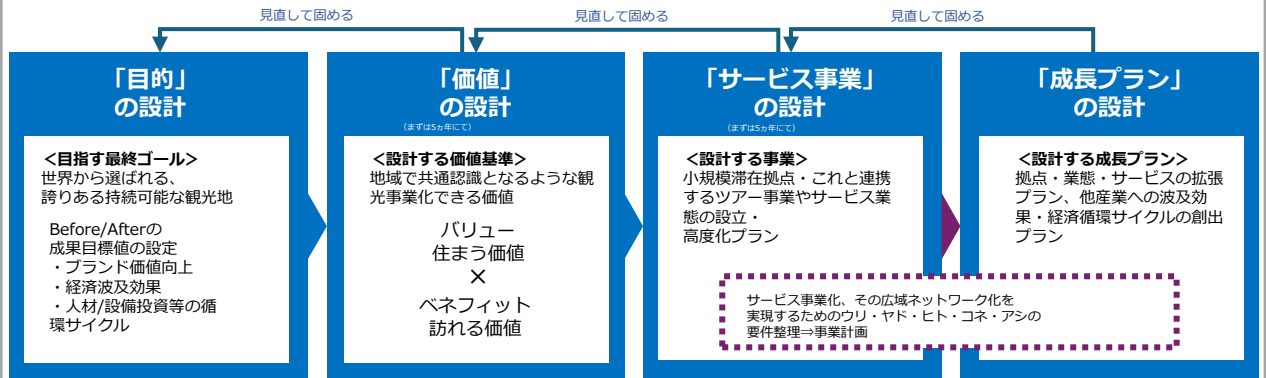 見直して固める
見直して固める
見直して固める
「目的」
の設計
<目指す最終ゴール>
世界から選ばれる、
誇りある持続可能な観光地
Before/Afterの
成果目標値の設定
・ブランド価値向上
・経済波及効果
・人材/設備投資等の循
環サイクル
「価値」
の設計
(まずは5ヵ年にて)
<設計する価値基準>
地域で共通認識となるような観
光事業化できる価値
バリュー
住まう価値
×
ベネフィット
訪れる価値
「サービス事業」
の設計
(まずは5ヵ年にて)
<設計する事業>
小規模滞在拠点・これと連携
するツアー事業やサービス業
態の設立・
高度化プラン
「成長プラン」
の設計
<設計する成長プラン>
拠点・業態・サービスの拡張
プラン、他産業への波及効
果・経済循環サイクルの創出
プラン
サービス事業化、その広域ネットワーク化を
実現するためのウリ・ヤド・ヒト・コネ・アシの
要件整理⇒事業計画